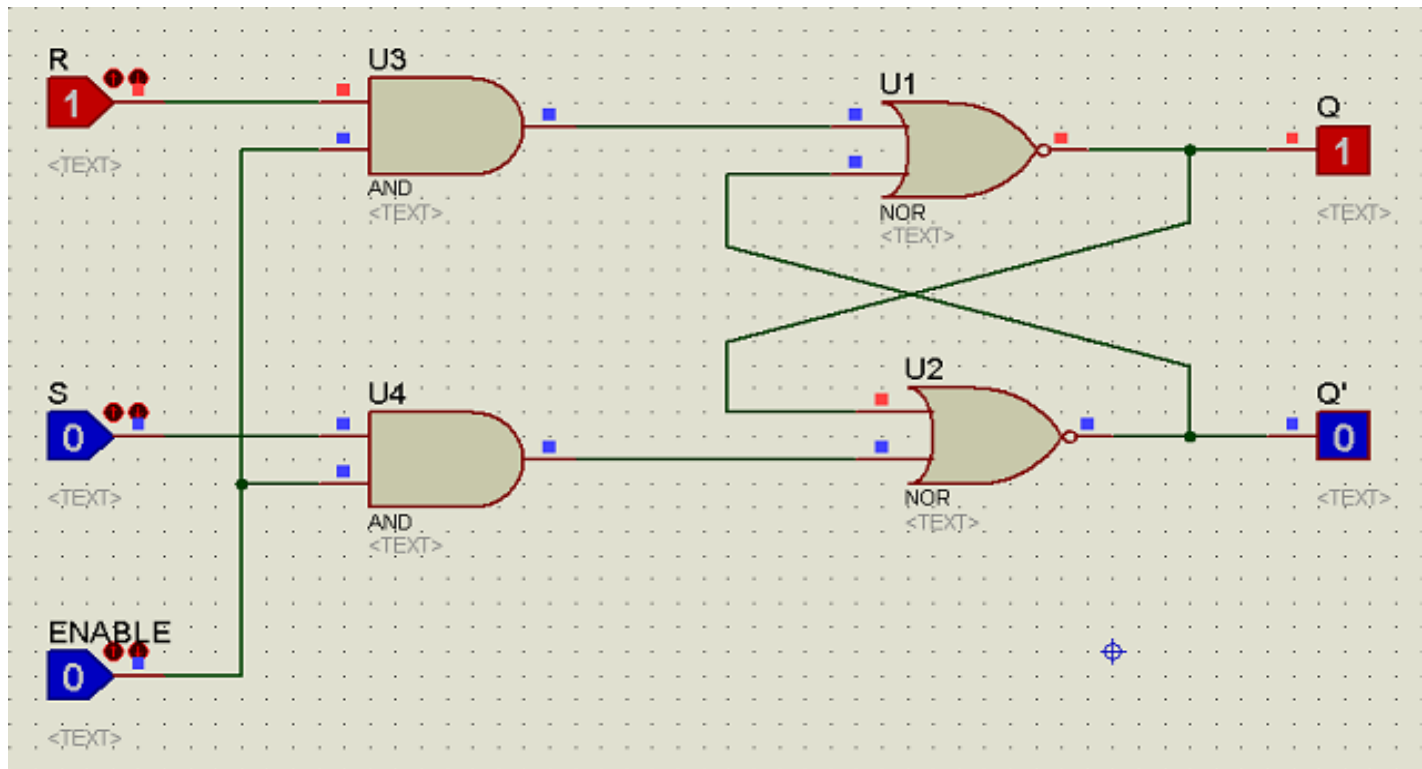 R
1
<TEXT>
U3
AND
<TEXT>
U1
NOR
<TEXT>
Q
1
<TEXT>
S
0
<TEXT>
U4
AND
<TEXT>
U2
NOR
<TEXT>
Q'
0
<TEXT>
ENABLE
0
<TEXT>